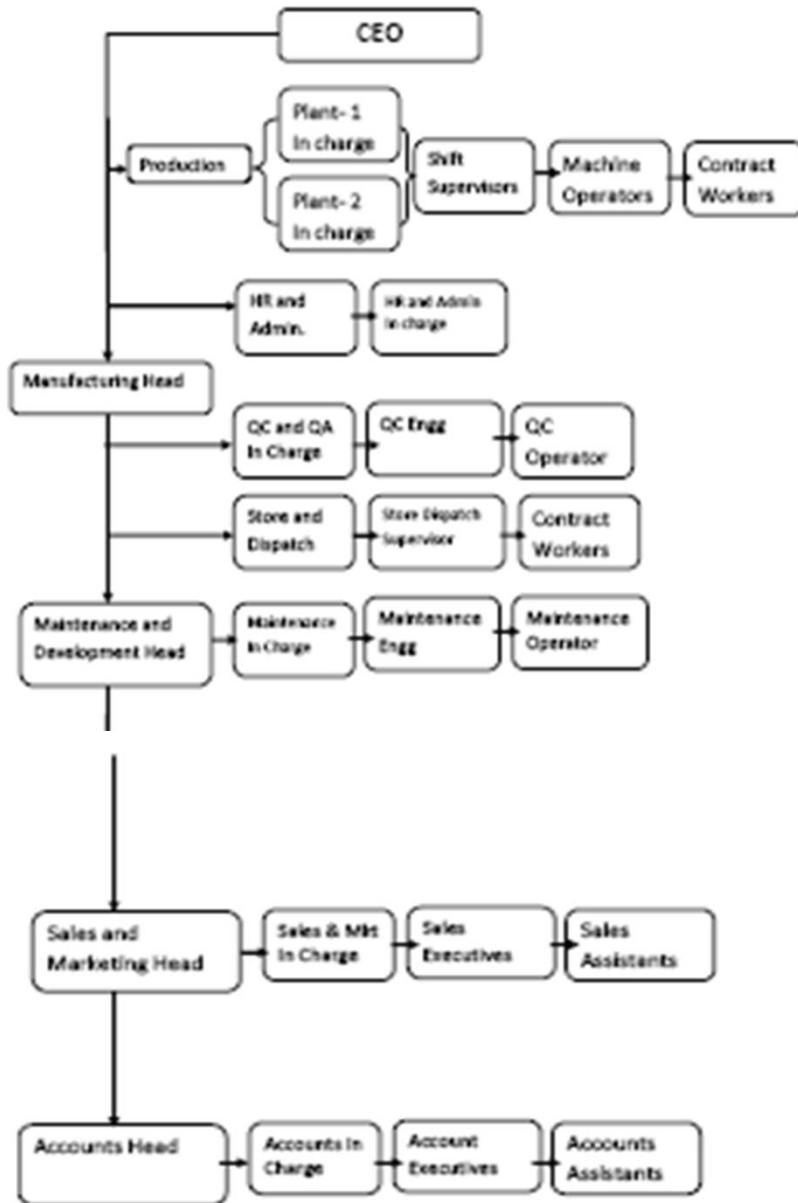 CEO
Plant- 1
In charge
Production
Plant- 2
In charge
Shift
Supervisors
Machine
Operators
Contract
Workers
HR and
Admin.
HR and Admin
In charge
Manufacturing Head
QC and QA
In Charge
QC Engg
QC
Operator
Store and
Dispatch
Store Dispatch
Supervisor
Contract
Workers
Maintenance and
Development Head
Maintenance
In Charge
Maintenance
Engg
Maintenance
Operator
Sales and
Marketing Head
Sales & Mkt
In Charge
Sales
Executives
Sales
Assistants
Accounts Head
Accounts In
Charge
Account
Executives
Accounts
Assistants